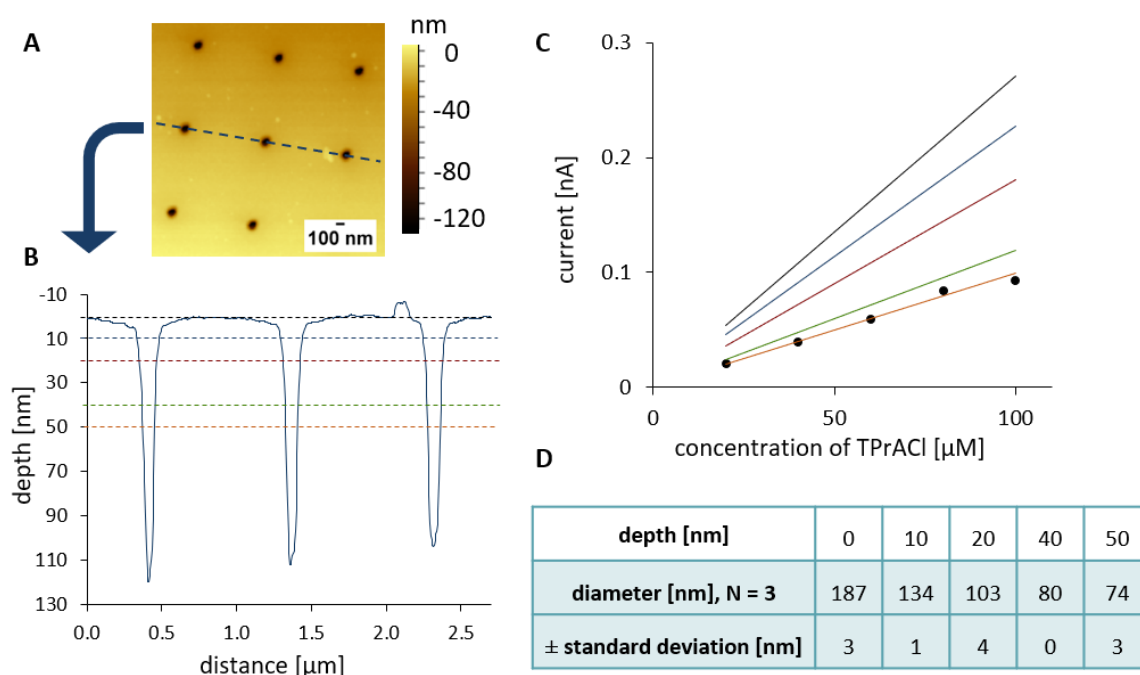 A
nm
0
-40
-80
-120
100 nm
B
-10
10
30
50
70
90
110
130
0.0 0.5 1.0 1.5 2.0 2.5
depth [nm]
distance [µm]
C
0.3
0.2
0.1
0
0 50 100
current [nA]
concentration of TPrACl [µM]
D
depth [nm] 0 10 20 40 50
diameter [nm], N = 3 187 134 103 80 74
± standard deviation [nm] 3 1 4 0 3